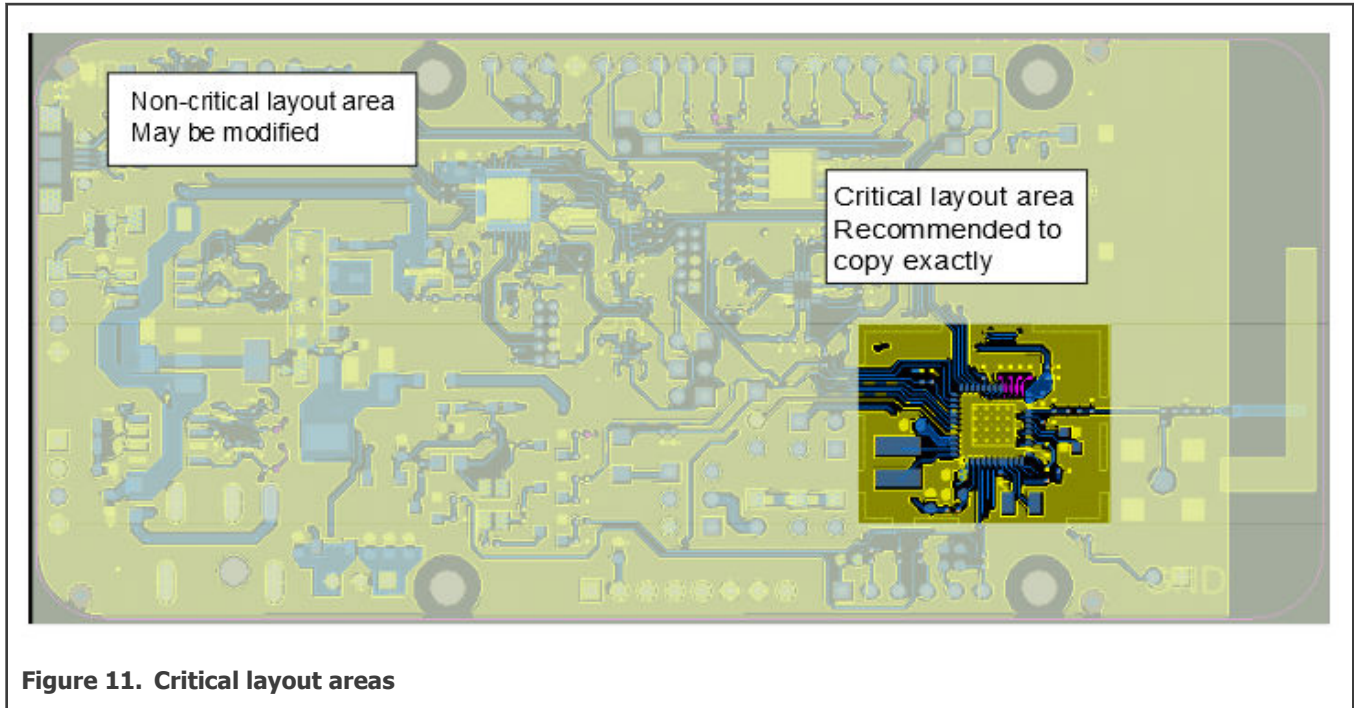 Non-critical layout area
May be modified
Critical layout area
Recommended to
copy exactly
Figure 11. Critical layout areas